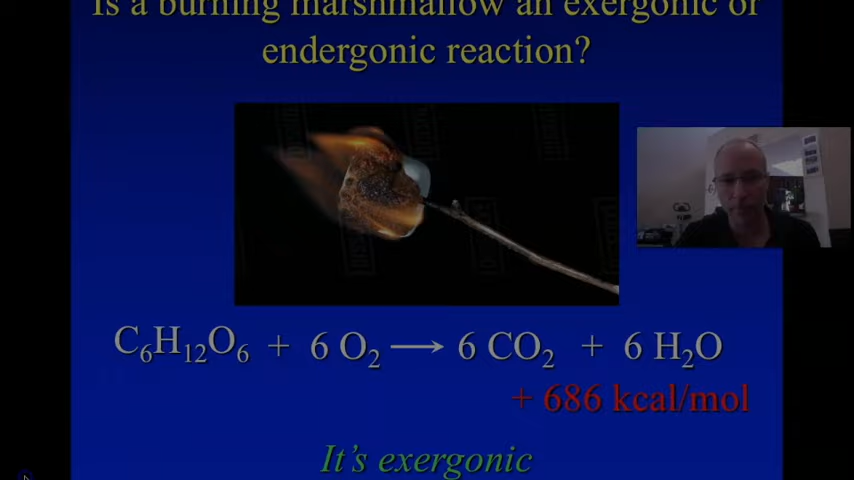 Is a burning marshmallow an exergonic or
endergonic reaction?
C₆H₁₂O₆ + 6 O₂ ⟶ 6 CO₂ + 6 H₂O
+ 686 kcal/mol
It's exergonic